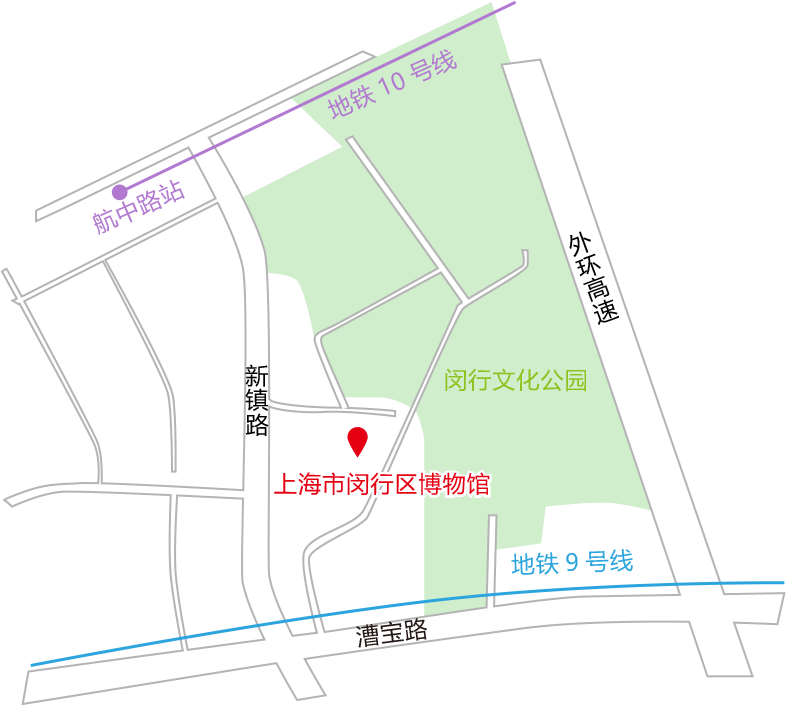 地铁 10 号线
航中路站
外环高速
新镇路
闵行文化公园
上海市闵行区博物馆
地铁 9 号线
漕宝路